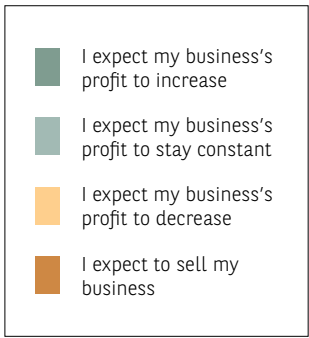 I expect my business's
profit to increase
I expect my business's
profit to stay constant
I expect my business's
profit to decrease
I expect to sell my
business